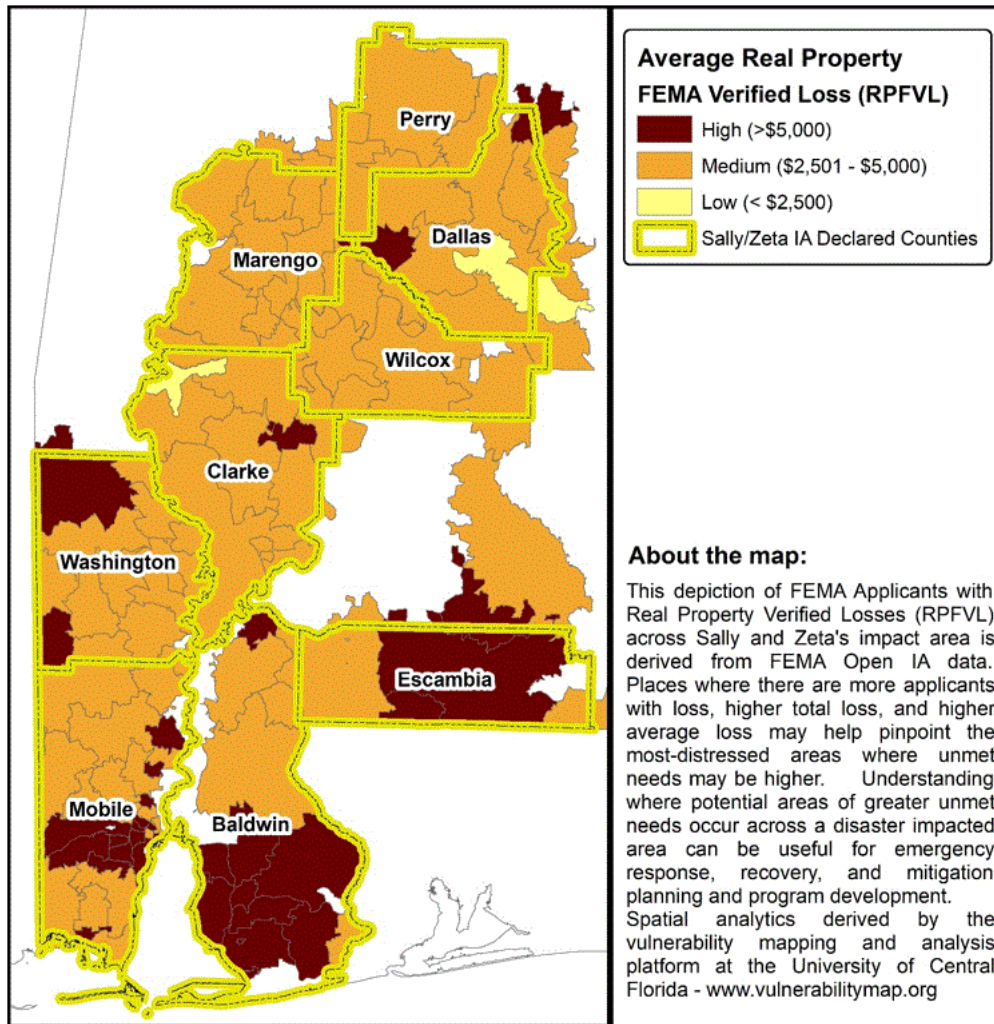 Perry
Dallas
Marengo
Wilcox
Clarke
Washington
Escambia
Mobile
Baldwin
Average Real Property
FEMA Verified Loss (RPFVL)
High (>$5,000)
Medium ($2,501 - $5,000)
Low (< $2,500)
Sally/Zeta IA Declared Counties
About the map:
This depiction of FEMA Applicants with
Real Property Verified Losses (RPFVL)
across Sally and Zeta's impact area is
derived from FEMA Open IA data.
Places where there are more applicants
with loss, higher total loss, and higher
average loss may help pinpoint the
most-distressed areas where unmet
needs may be higher. Understanding
where potential areas of greater unmet
needs occur across a disaster impacted
area can be useful for emergency
response, recovery, and mitigation
planning and program development.
Spatial analytics derived by the
vulnerability mapping and analysis
platform at the University of Central
Florida - www.vulnerabilitymap.org